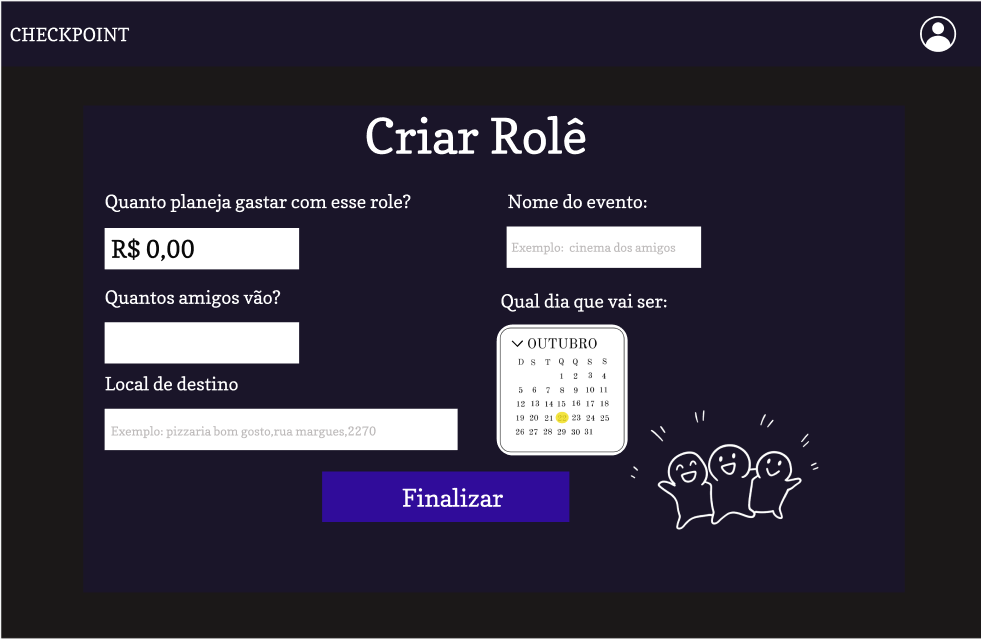 CHECKPOINT
Criar Rolê
Quanto planeja gastar com esse role?
R$ 0,00
Quantos amigos vão?
Local de destino
Exemplo: pizzaria bom gosto,rua margues,2270
Nome do evento:
Exemplo: cinema dos amigos
Qual dia que vai ser:
OUTUBRO
D S T Q Q S S
1 2 3 4
5 6 7 8 9 10 11
12 13 14 15 16 17 18
19 20 21 22 23 24 25
26 27 28 29 30 31
Finalizar